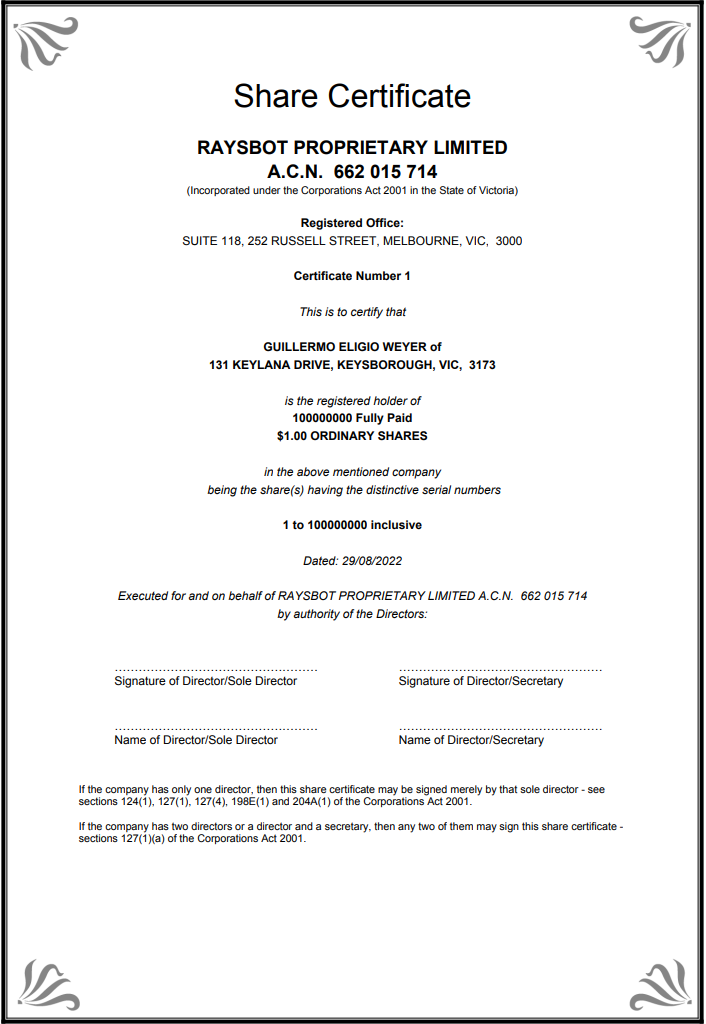 Share Certificate
RAYSBOT PROPRIETARY LIMITED
A.C.N.  662 015 714
(Incorporated under the Corporations Act 2001 in the State of Victoria)
Registered Office:
SUITE 118, 252 RUSSELL STREET, MELBOURNE, VIC,  3000
Certificate Number 1
This is to certify that
GUILLERMO ELIGIO WEYER of
131 KEYLANA DRIVE, KEYSBOROUGH, VIC,  3173
is the registered holder of
100000000 Fully Paid
$1.00 ORDINARY SHARES
in the above mentioned company
being the share(s) having the distinctive serial numbers
1 to 100000000 inclusive
Dated: 29/08/2022
Executed for and on behalf of RAYSBOT PROPRIETARY LIMITED A.C.N.  662 015 714
by authority of the Directors:
Signature of Director/Sole Director
Signature of Director/Secretary
Name of Director/Sole Director
Name of Director/Secretary
If the company has only one director, then this share certificate may be signed merely by that sole director - see
sections 124(1), 127(1), 127(4), 198E(1) and 204A(1) of the Corporations Act 2001.
If the company has two directors or a director and a secretary, then any two of them may sign this share certificate -
sections 127(1)(a) of the Corporations Act 2001.